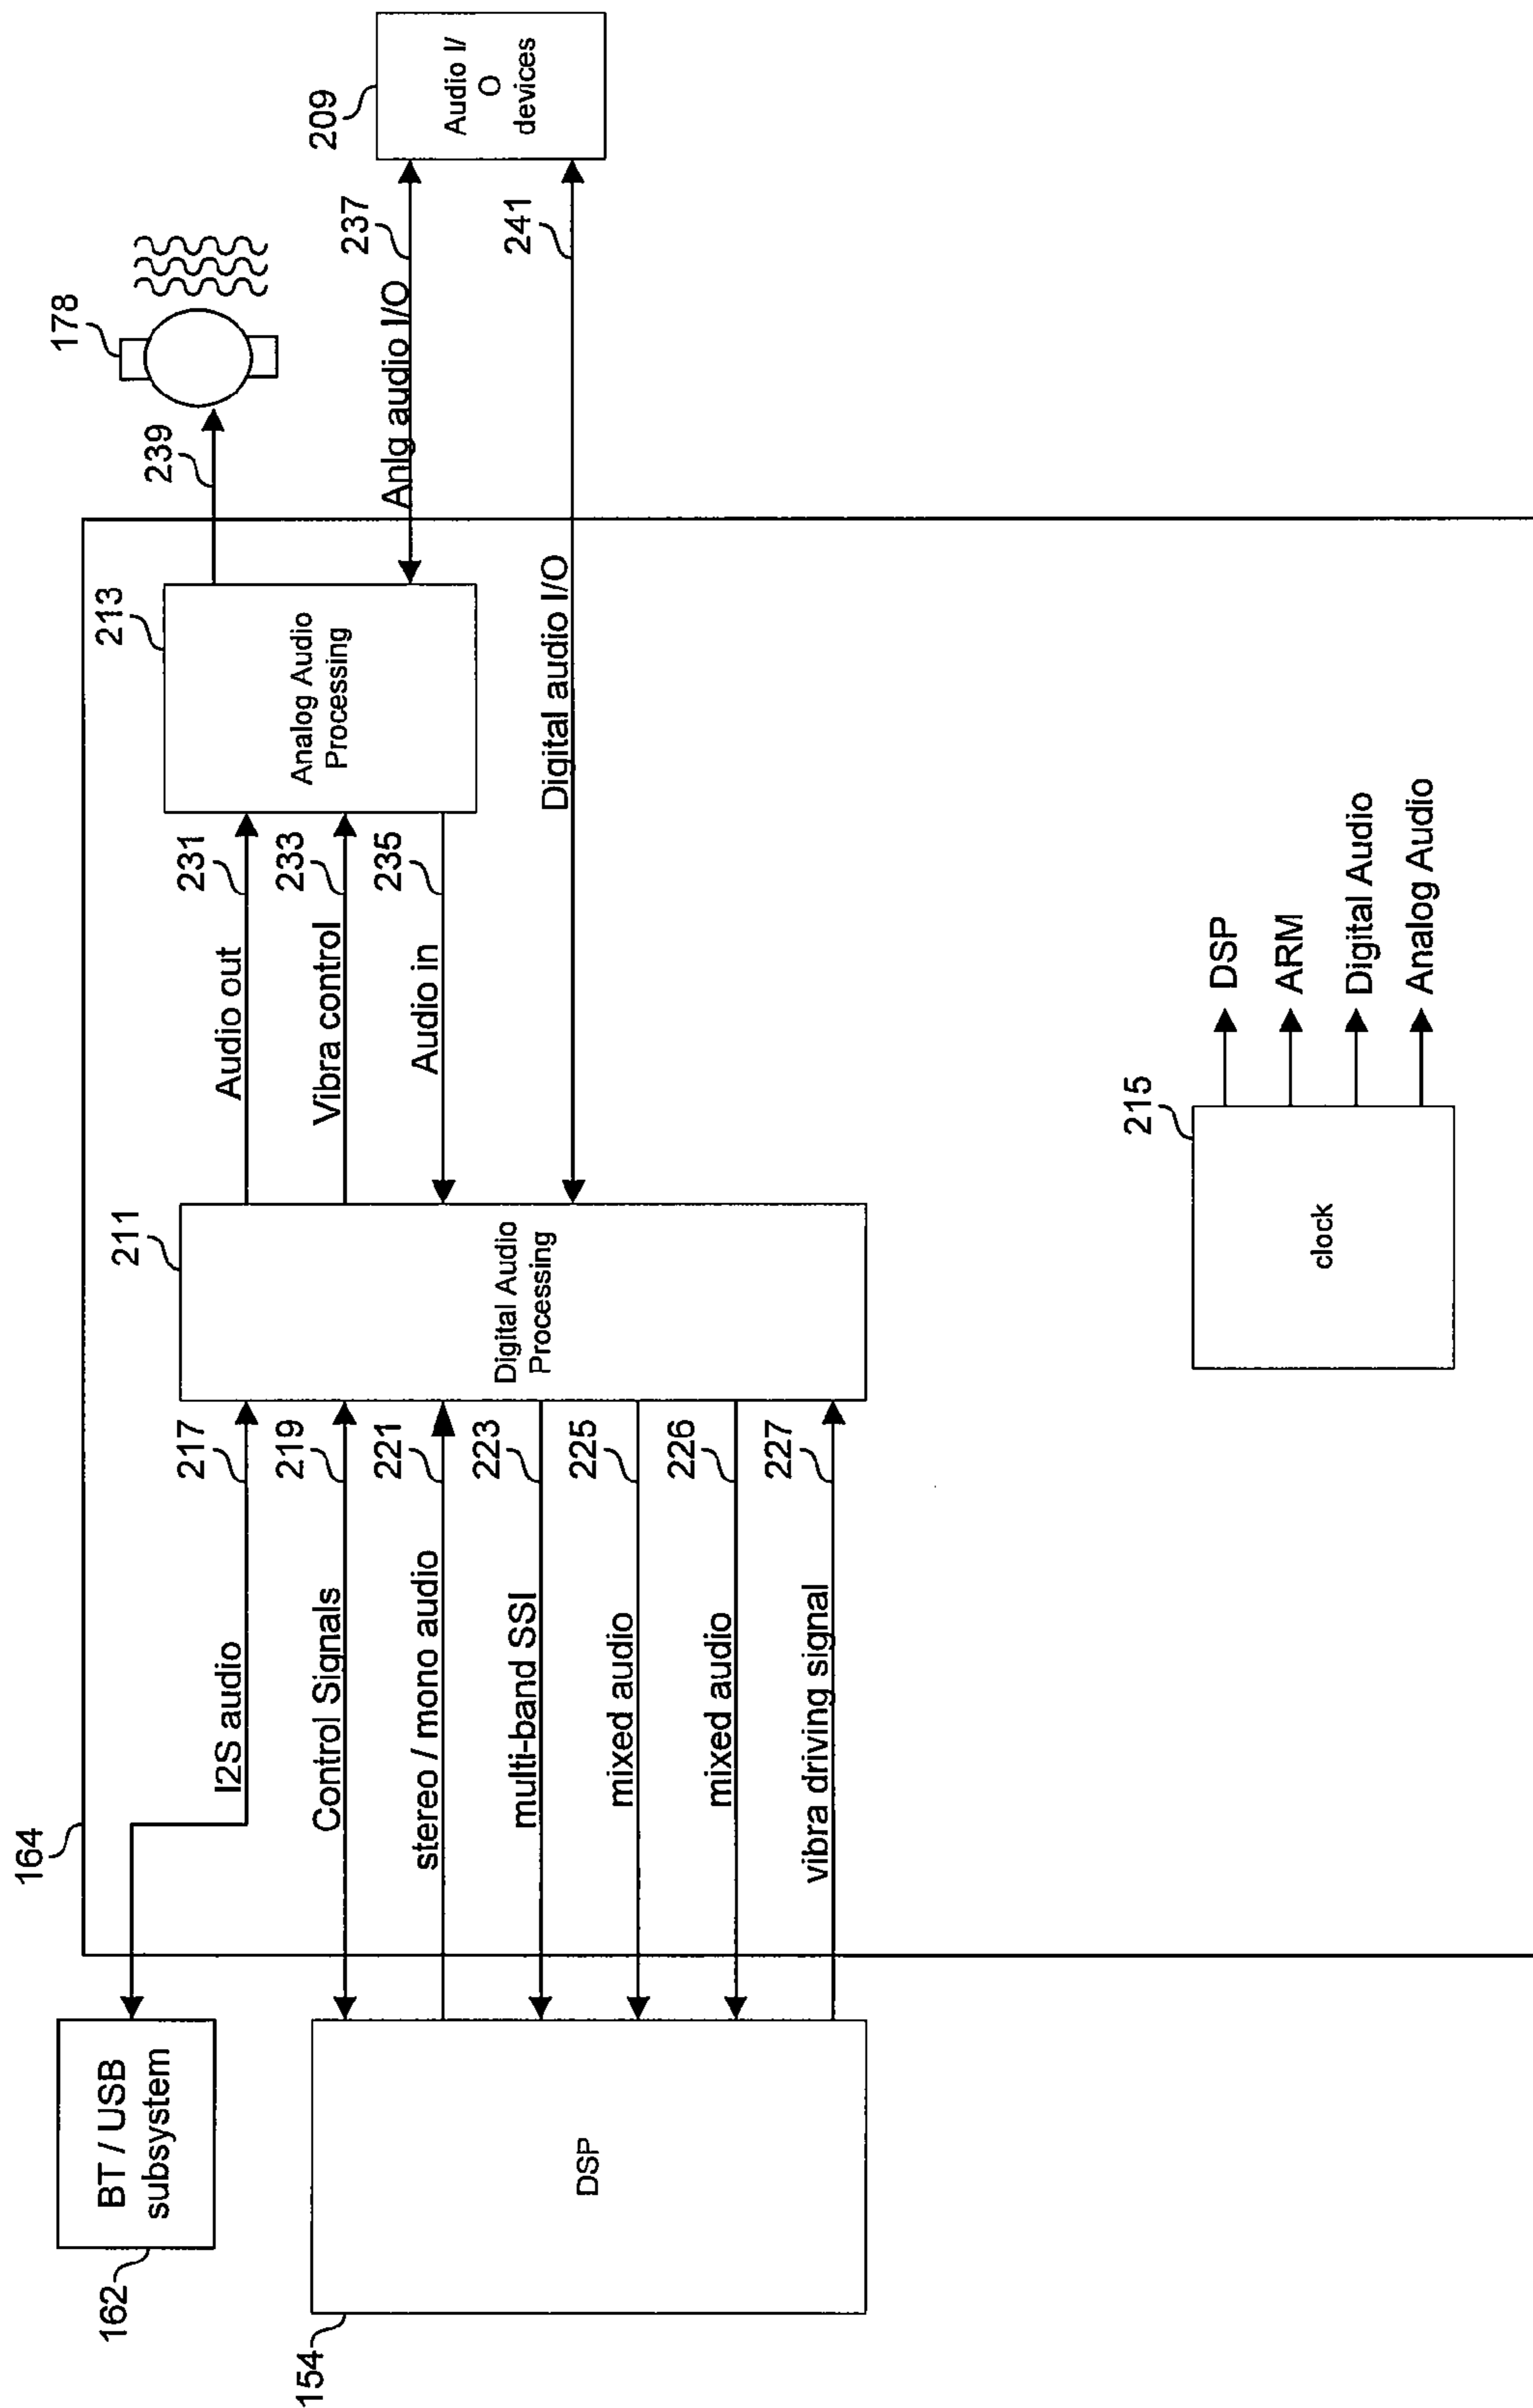 164
BT / USB
subsystem
162
DSP
154
I2S audio
217
Control Signals
219
stereo / mono audio
221
multi-band SSI
223
mixed audio
225
mixed audio
226
vibra driving signal
227
211
Digital Audio
Processing
Audio out
231
Vibra control
233
Audio in
235
213
Analog Audio
Processing
Digital audio I/O
239
178
Anlg audio I/O
237
241
209
Audio I/
O
devices
215
clock
DSP
ARM
Digital Audio
Analog Audio